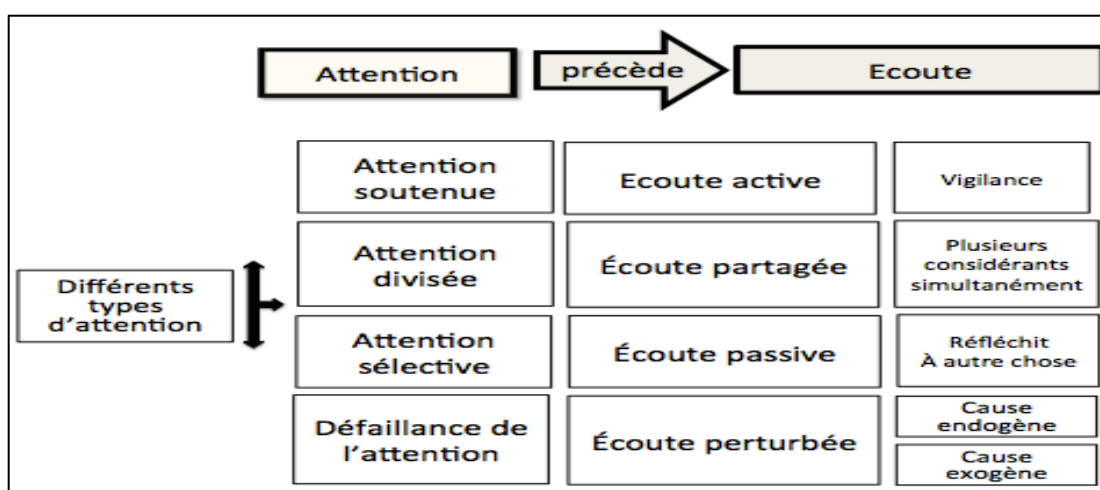 Attention
précède
Ecoute
Attention
soutenue
Ecoute active
Vigilance
Différents
types
d'attention
Attention
divisée
Écoute partagée
Plusieurs
considérants
simultanément
Attention
sélective
Écoute passive
Réfléchit
À autre chose
Défaillance de
l'attention
Écoute perturbée
Cause
endogène
Cause
exogène